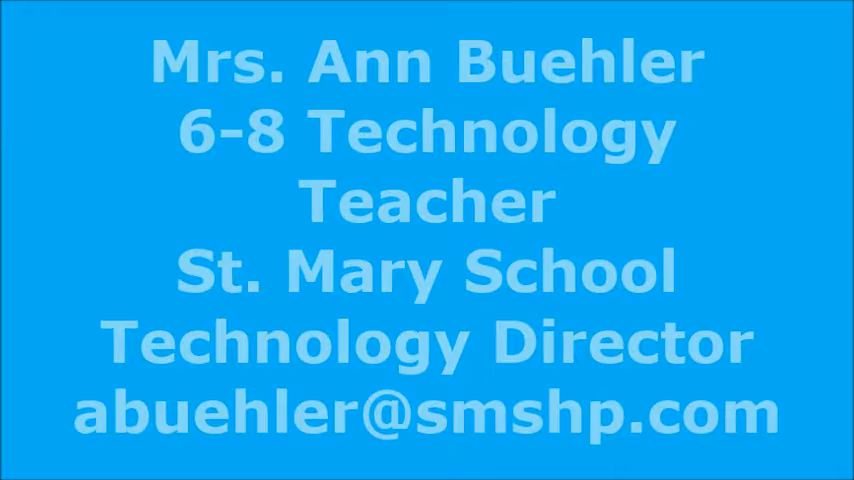 Mrs. Ann Buehler
6-8 Technology
Teacher
St. Mary School
Technology Director
abuehler@smshp.com